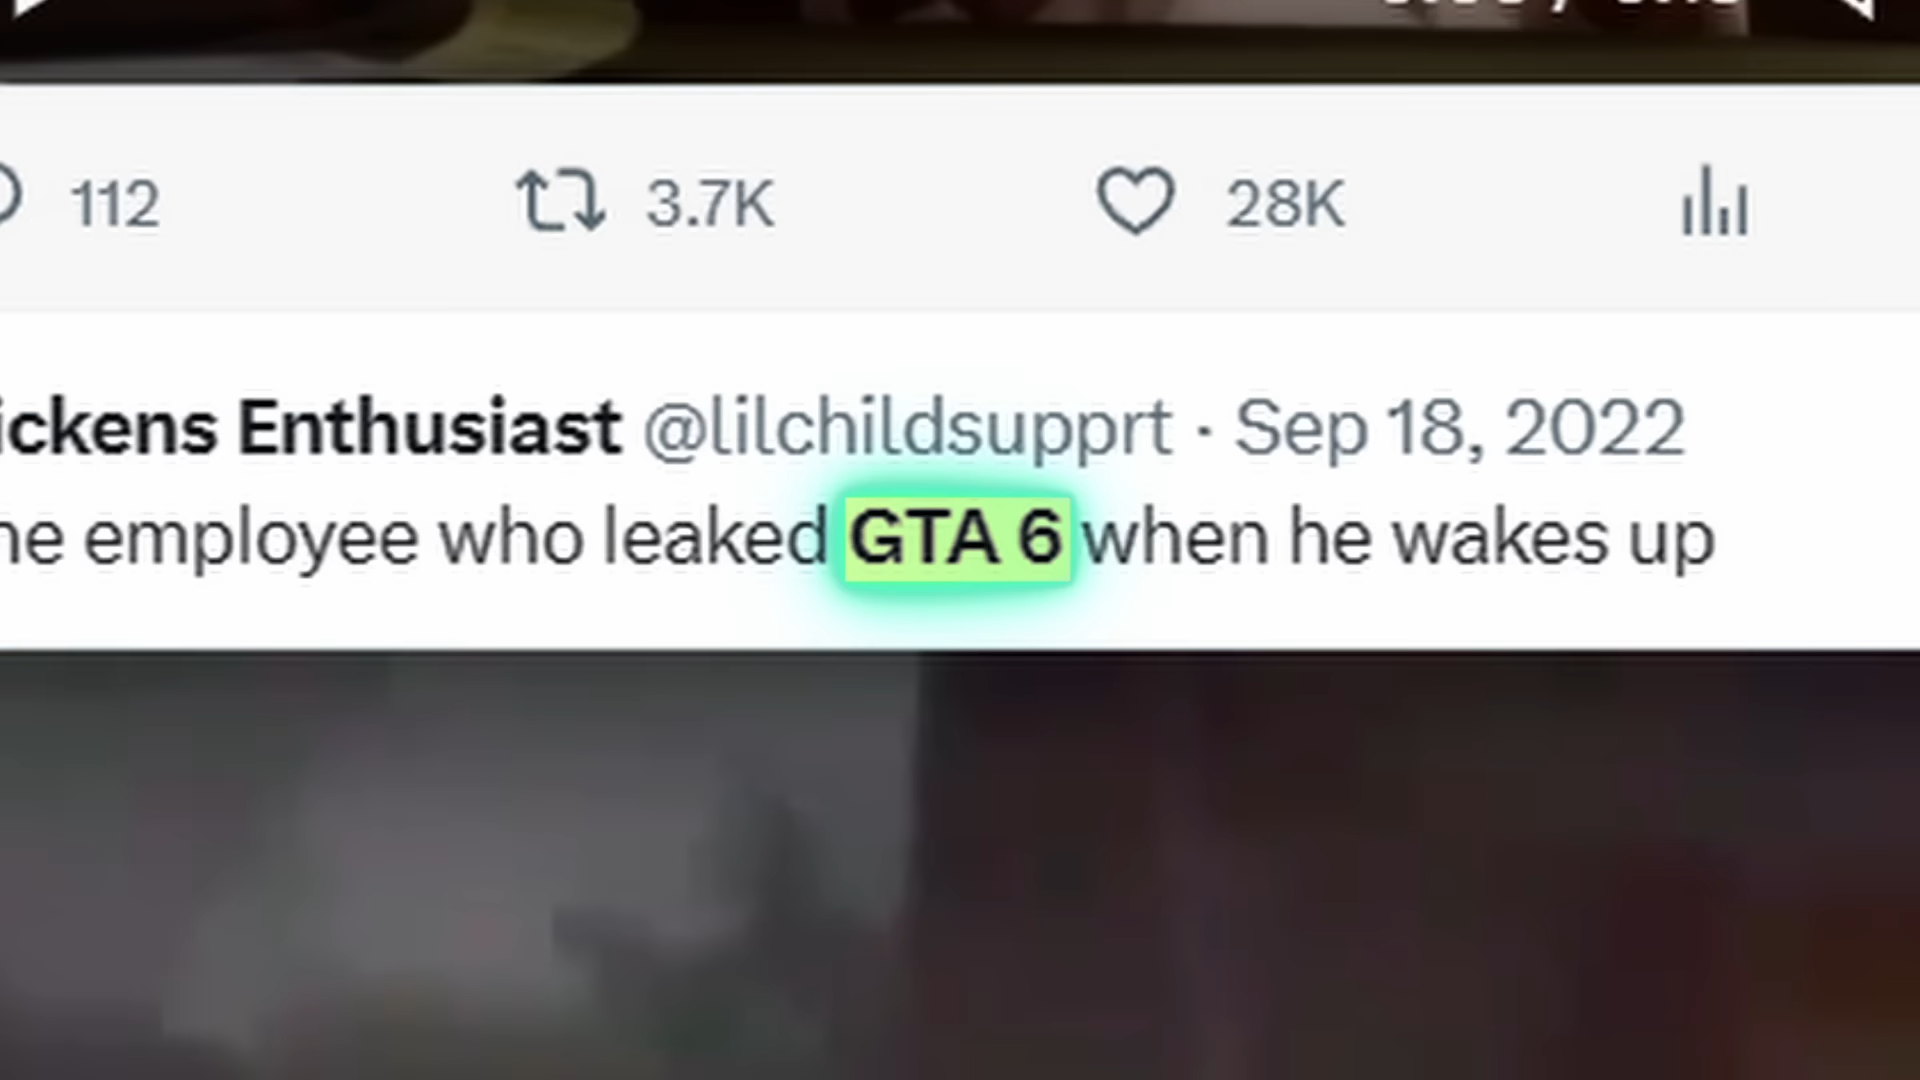 112 3.7K 28K
ickens Enthusiast @lilchildsupprt · Sep 18, 2022
he employee who leaked GTA 6 when he wakes up